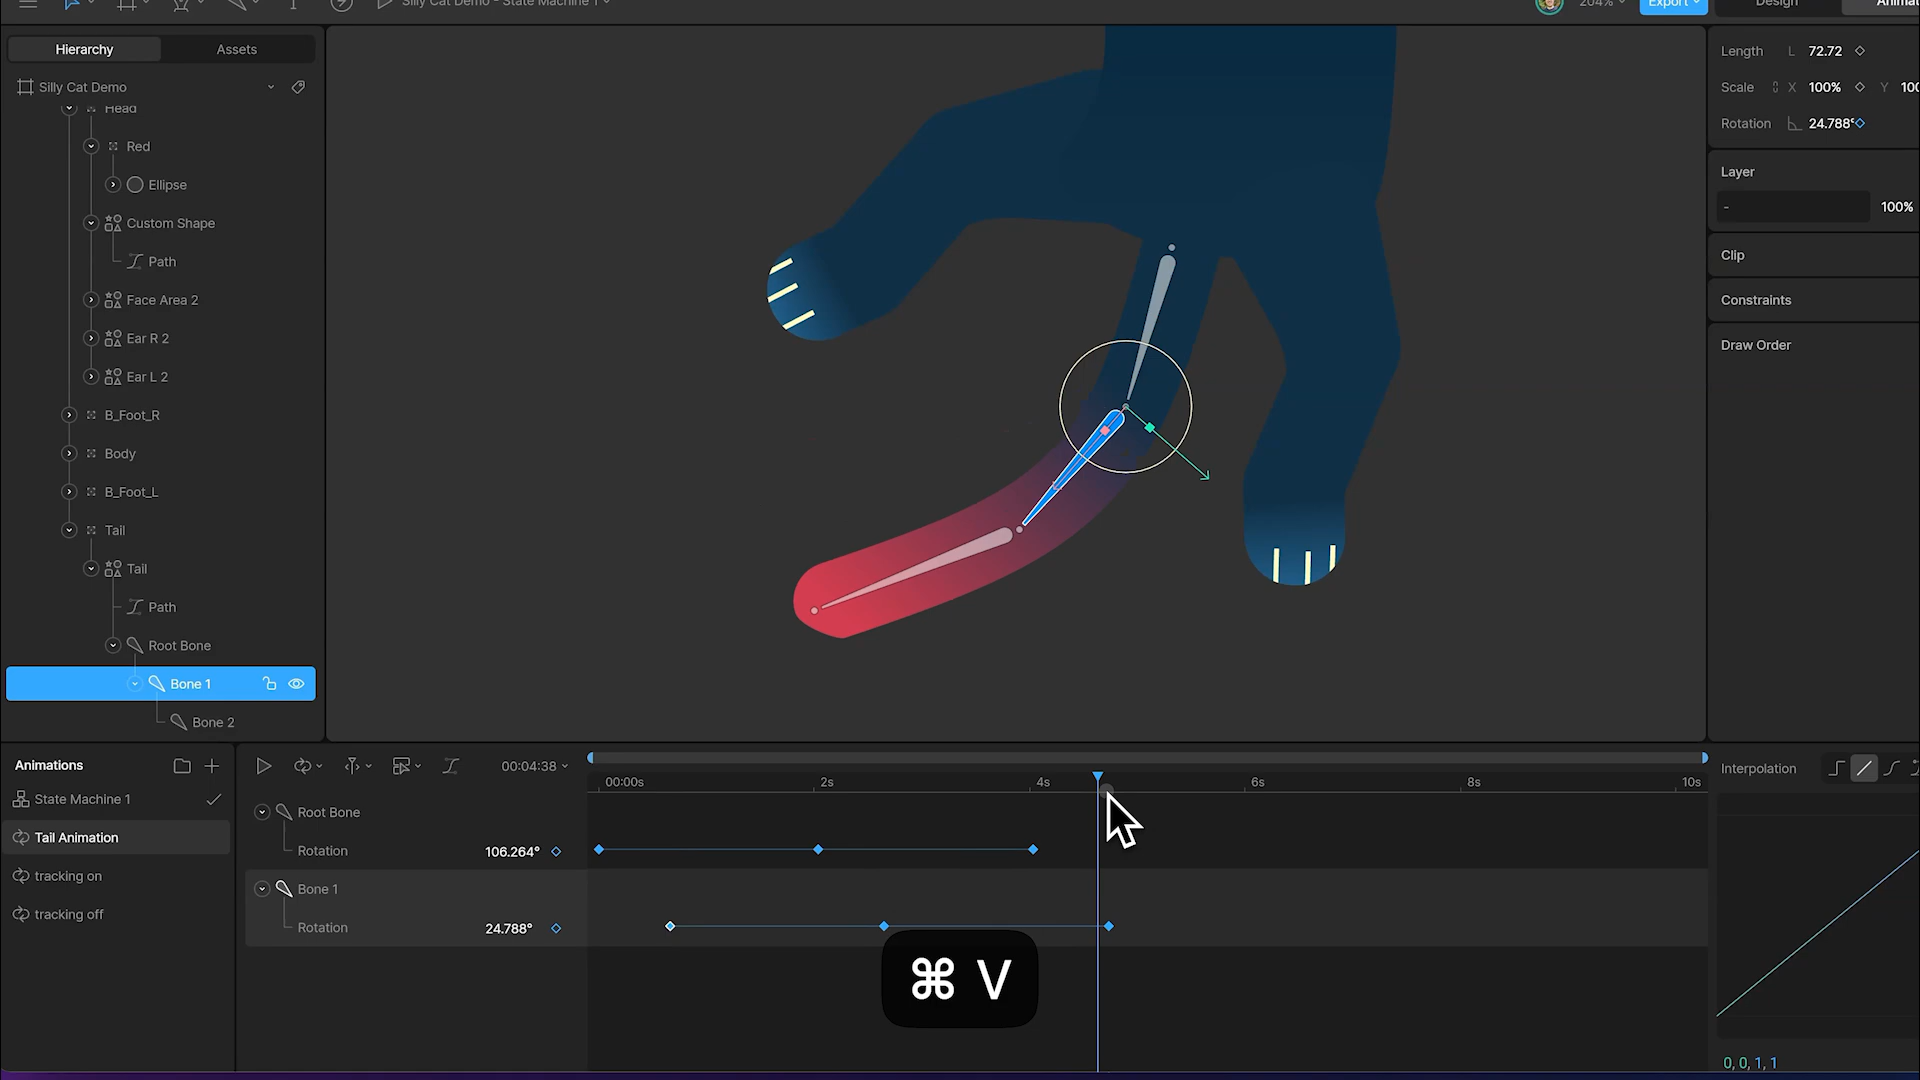 Silly Cat Demo - State Machine 1
204%
Export
Design
Animat
Hierarchy
Assets
Silly Cat Demo
Head
Red
Ellipse
Custom Shape
Path
Face Area 2
Ear R 2
Ear L 2
B_Foot_R
Body
B_Foot_L
Tail
Tail
Path
Root Bone
Bone 1
Bone 2
Length L 72.72
Scale X 100% Y 100
Rotation 24.788°
Layer
- 100%
Clip
Constraints
Draw Order
Animations
State Machine 1
Tail Animation
tracking on
tracking off
00:04:38
00:00s 2s 4s 6s 8s 10s
Root Bone
Rotation 106.264°
Bone 1
Rotation 24.788°
⌘ V
Interpolation
0, 0, 1, 1